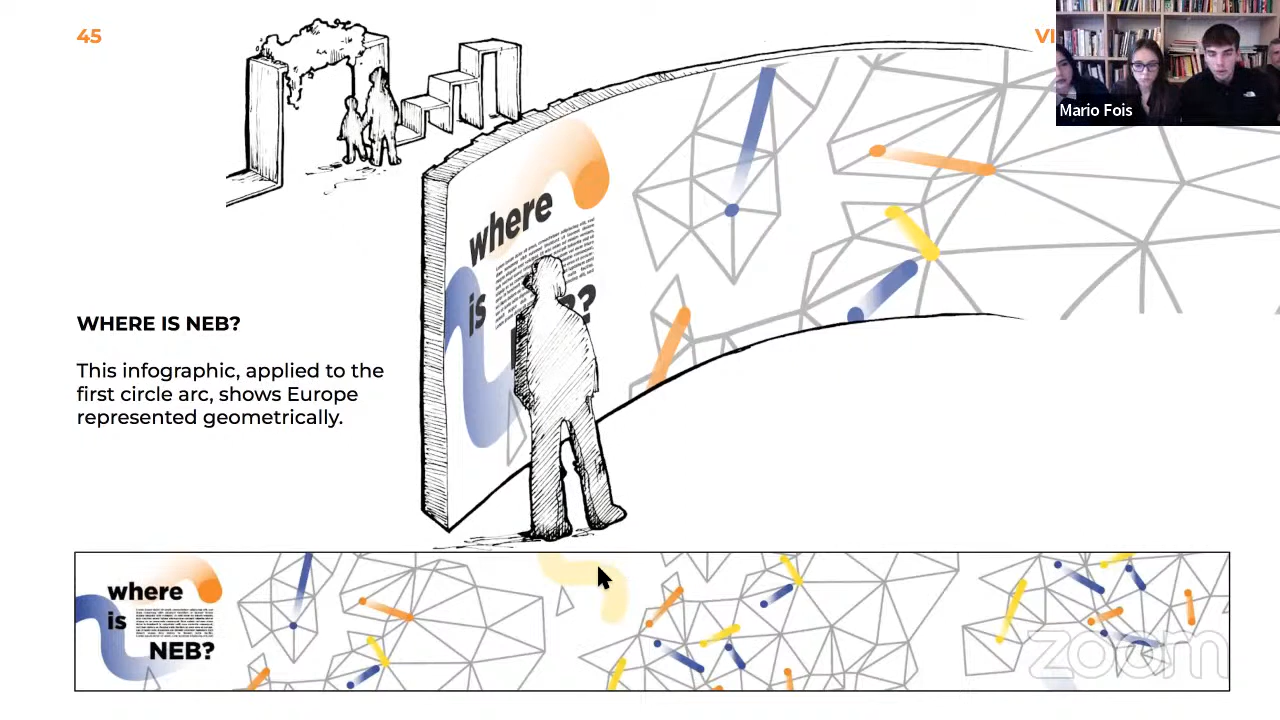 45
VI
Mario Fois
where
is
?
WHERE IS NEB?
This infographic, applied to the
first circle arc, shows Europe
represented geometrically.
where
is
NEB?
zoom